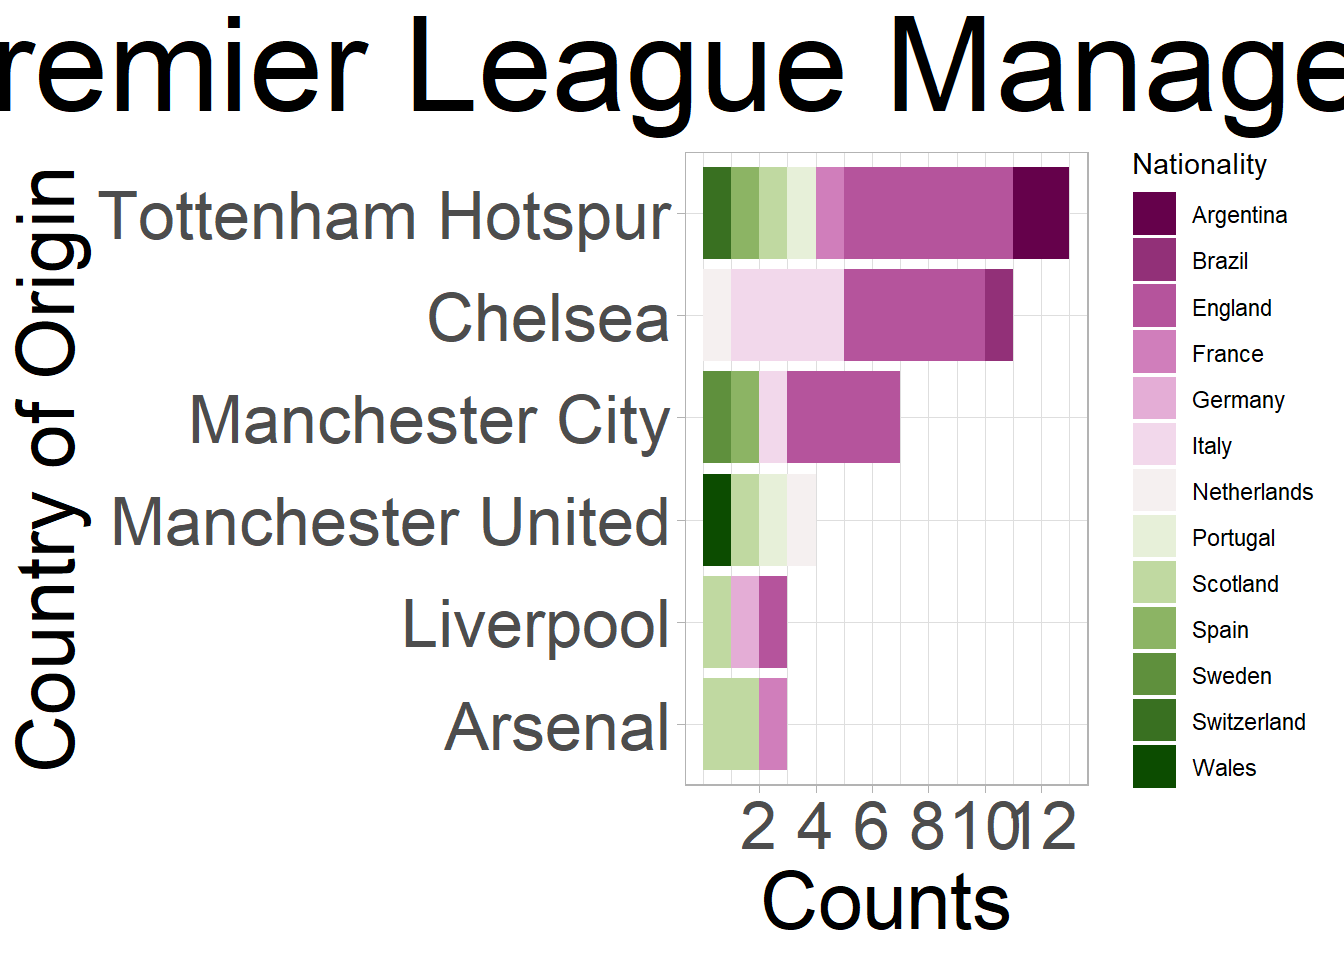 remier League Manage
Country of Origin
Tottenham Hotspur
Chelsea
Manchester City
Manchester United
Liverpool
Arsenal
2 4 6 8 10 12
Counts
Nationality
Argentina
Brazil
England
France
Germany
Italy
Netherlands
Portugal
Scotland
Spain
Sweden
Switzerland
Wales